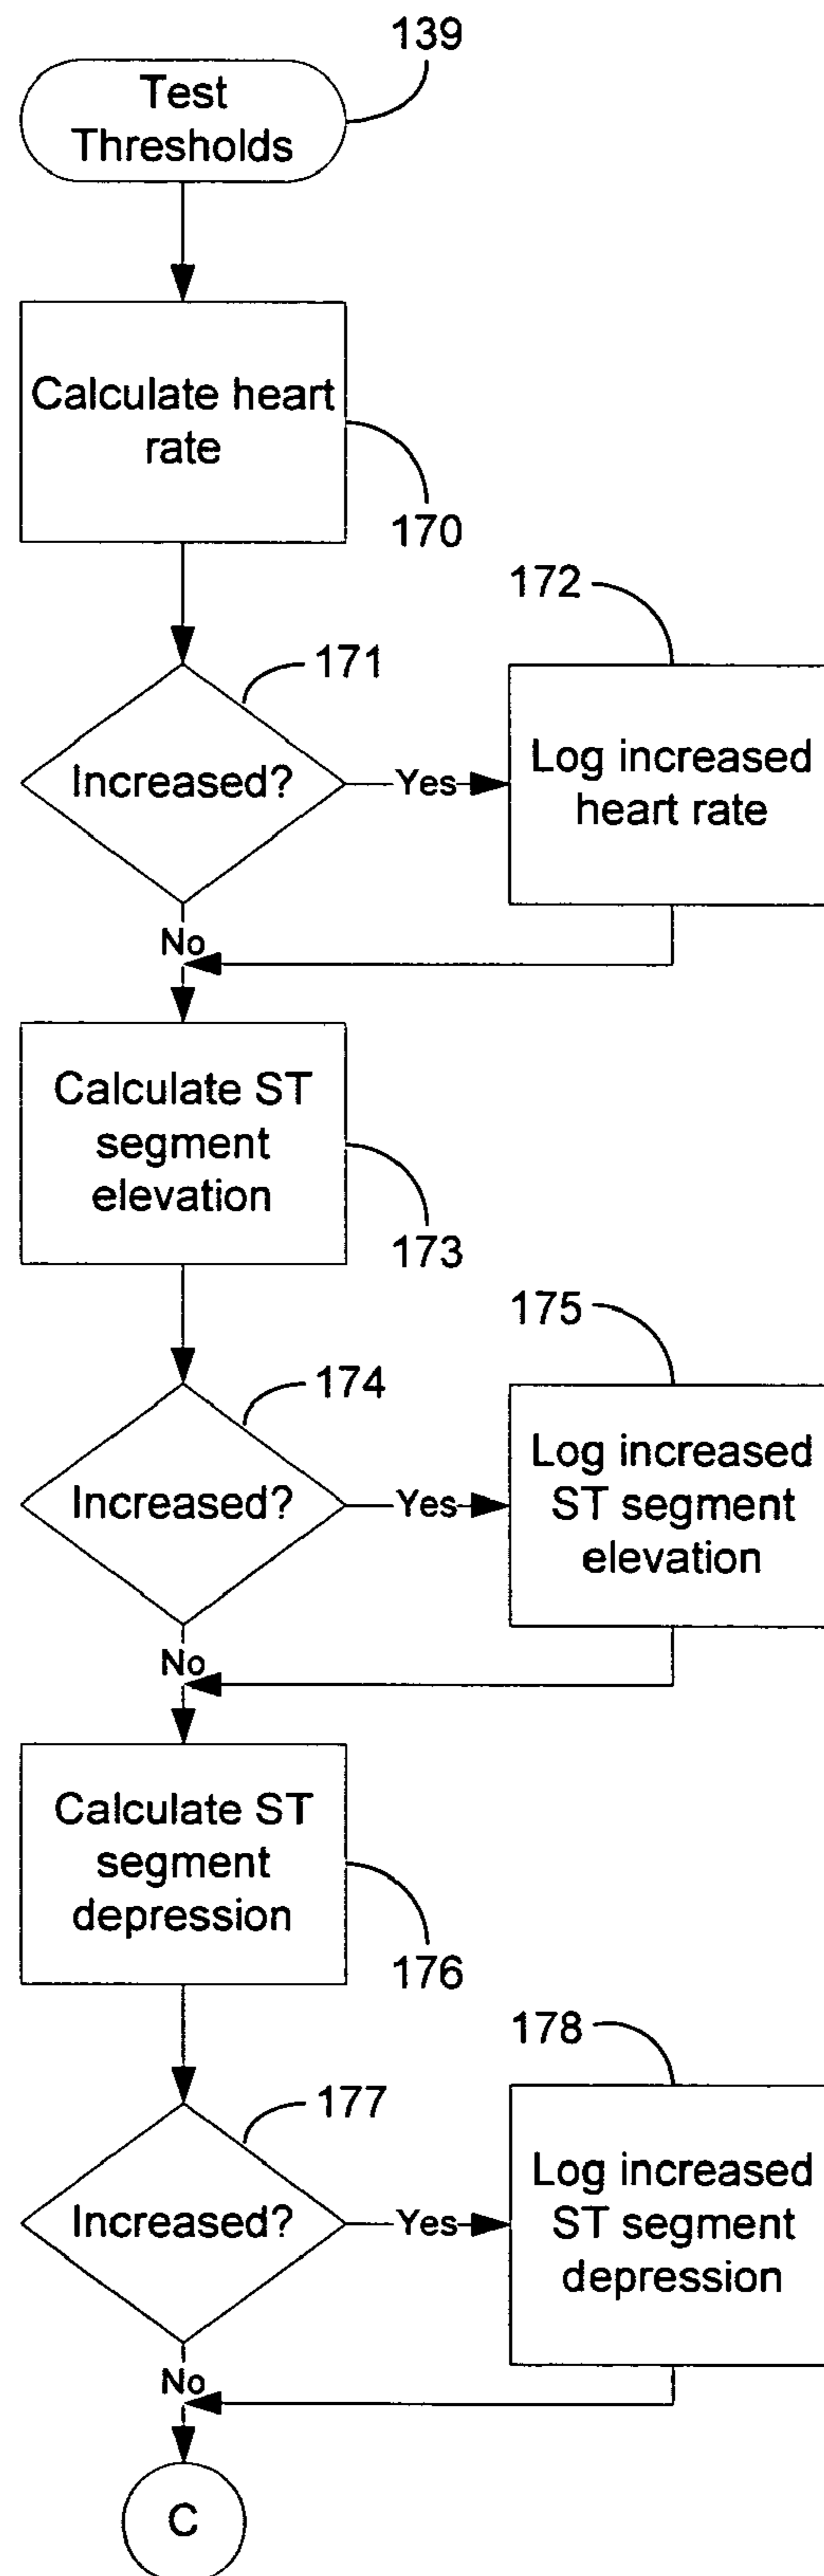 139
Test
Thresholds
Calculate heart
rate
170
172
171
Increased?
Yes
Log increased
heart rate
No
Calculate ST
segment
elevation
173
175
174
Increased?
Yes
Log increased
ST segment
elevation
No
Calculate ST
segment
depression
176
178
177
Increased?
Yes
Log increased
ST segment
depression
No
C